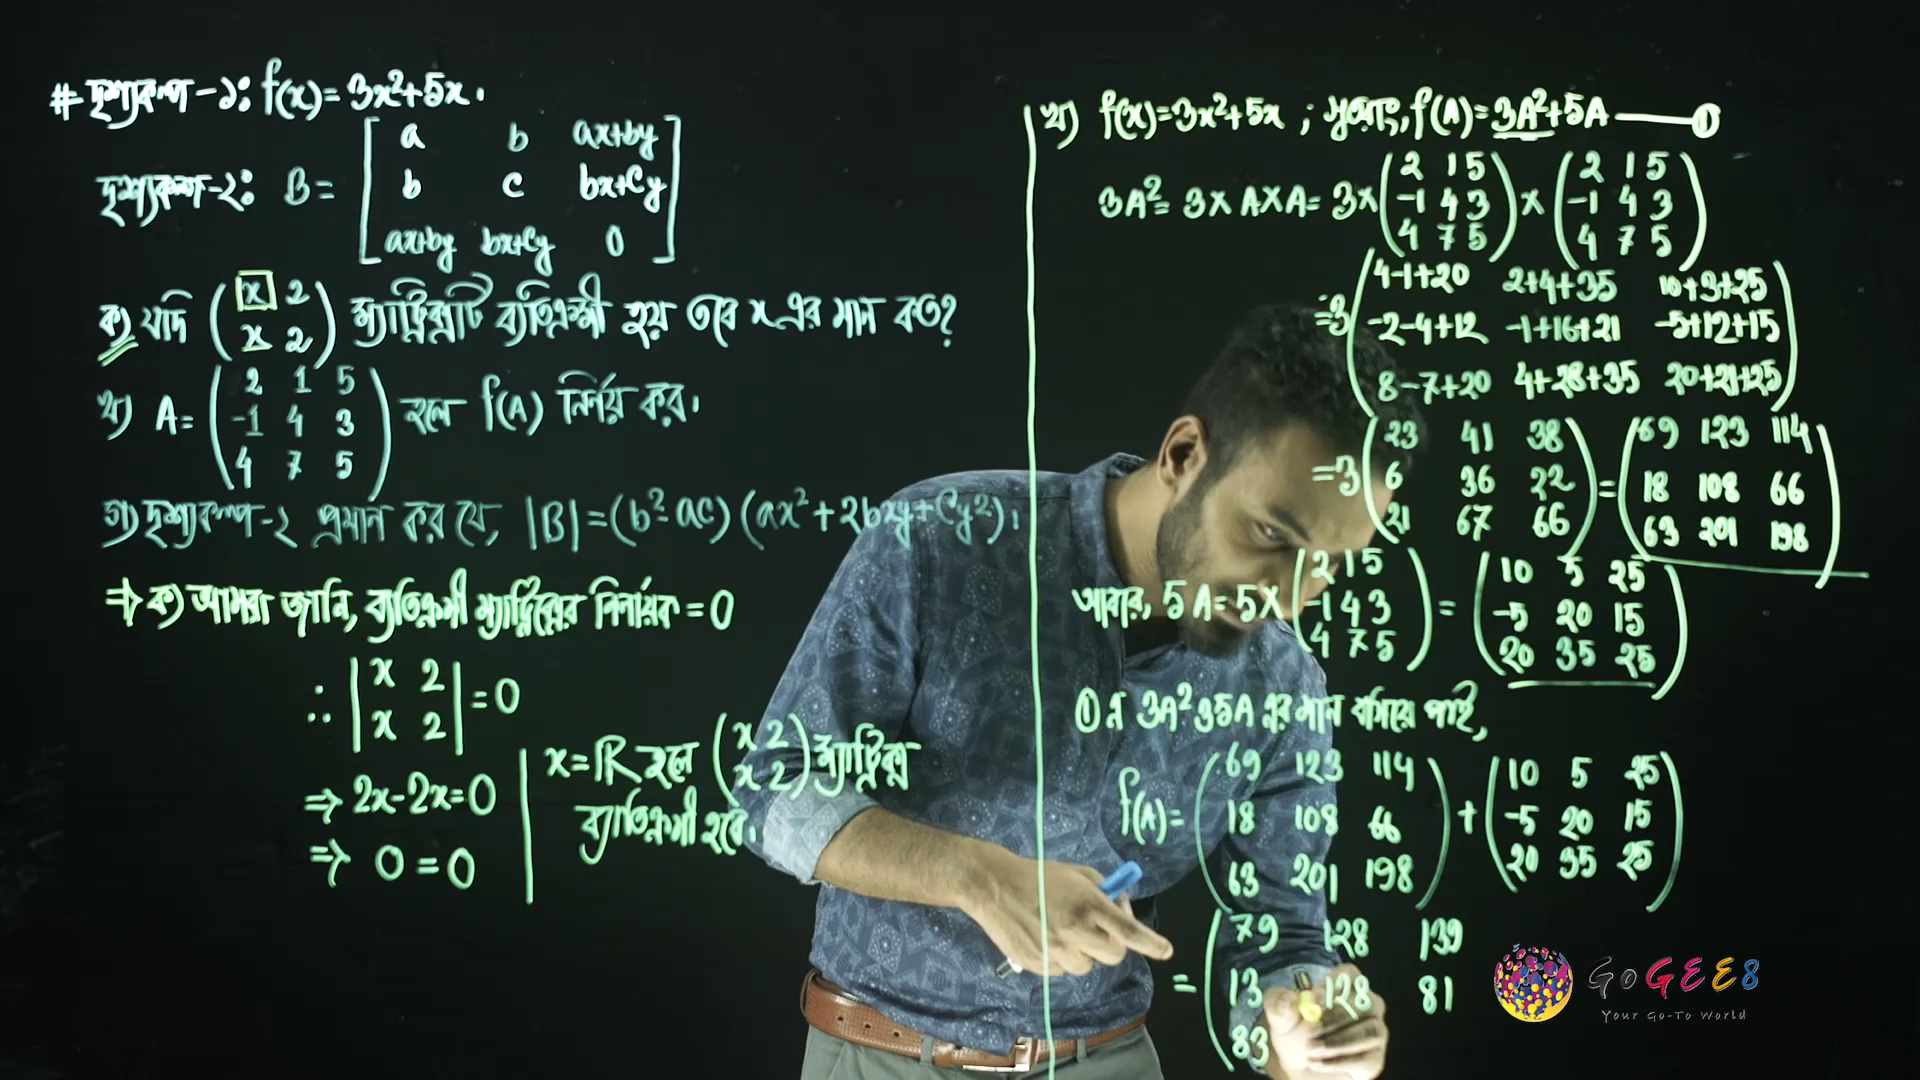 # দৃশ্যকল্প-১: f(x)= 3x²+5x.
দৃশ্যকল্প-২: B = [ a b ax+by
b c bx+cy
ax+by bx+cy 0 ]
ক) যদি ( x 2
x 2 ) ম্যাট্রিক্সটি ব্যতিক্রমী হয় তবে x এর মান কত?
খ) A= ( 2 1 5
-1 4 3
4 7 5 ) হলে f(A) নির্ণয় কর।
গ) দৃশ্যকল্প-২ প্রমান কর যে, |B| = (b²-ac) (ax²+2bxy+cy²).
⇒ ক) আমরা জানি, ব্যতিক্রমী ম্যাট্রিক্সের নির্ণায়ক = 0
∴ | x 2
x 2 | = 0
⇒ 2x-2x=0
⇒ 0 = 0
x = ℝ হলে ( x 2
x 2 ) ম্যাট্রিক্স
ব্যতিক্রমী হবে।
খ) f(x)=3x²+5x ; সুতরাং, f(A)= 3A²+5A —— ①
3A²= 3×A×A= 3× ( 2 1 5
-1 4 3
4 7 5 ) × ( 2 1 5
-1 4 3
4 7 5 )
=3 ( 4-1+20 2+4+35 10+3+25
-2-4+12 -1+16+21 -5+12+15
8-7+20 4+28+35 20+21+25 )
=3 ( 23 41 38
6 36 22
21 67 66 ) = ( 69 123 114
18 108 66
63 201 198 )
আবার, 5A= 5× ( 2 1 5
-1 4 3
4 7 5 ) = ( 10 5 25
-5 20 15
20 35 25 )
① এ 3A² ও 5A এর মান বসিয়ে পাই,
f(A)= ( 69 123 114
18 108 66
63 201 198 ) + ( 10 5 25
-5 20 15
20 35 25 )
= ( 79 128 139
13 128 81
83
GoGEE8
Your Go-To World